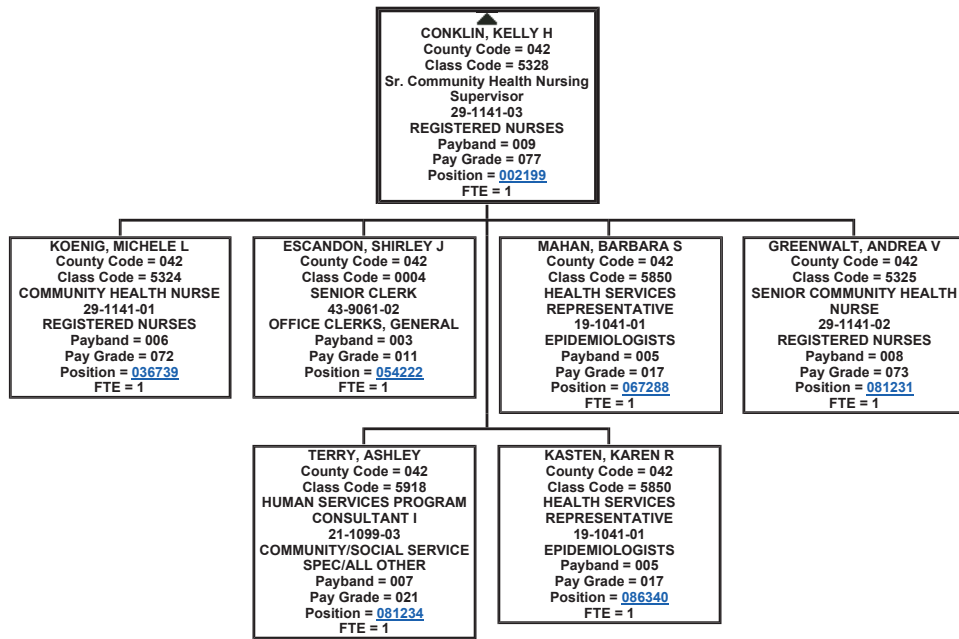 CONKLIN, KELLY H
County Code = 042
Class Code = 5328
Sr. Community Health Nursing
Supervisor
29-1141-03
REGISTERED NURSES
Payband = 009
Pay Grade = 077
Position = 002199
FTE = 1
KOENIG, MICHELE L
County Code = 042
Class Code = 5324
COMMUNITY HEALTH NURSE
29-1141-01
REGISTERED NURSES
Payband = 006
Pay Grade = 072
Position = 036739
FTE = 1
ESCANDON, SHIRLEY J
County Code = 042
Class Code = 0004
SENIOR CLERK
43-9061-02
OFFICE CLERKS, GENERAL
Payband = 003
Pay Grade = 011
Position = 054222
FTE = 1
MAHAN, BARBARA S
County Code = 042
Class Code = 5850
HEALTH SERVICES
REPRESENTATIVE
19-1041-01
EPIDEMIOLOGISTS
Payband = 005
Pay Grade = 017
Position = 067288
FTE = 1
GREENWALT, ANDREA V
County Code = 042
Class Code = 5325
SENIOR COMMUNITY HEALTH
NURSE
29-1141-02
REGISTERED NURSES
Payband = 008
Pay Grade = 073
Position = 081231
FTE = 1
TERRY, ASHLEY
County Code = 042
Class Code = 5918
HUMAN SERVICES PROGRAM
CONSULTANT I
21-1099-03
COMMUNITY/SOCIAL SERVICE
SPEC/ALL OTHER
Payband = 007
Pay Grade = 021
Position = 081234
FTE = 1
KASTEN, KAREN R
County Code = 042
Class Code = 5850
HEALTH SERVICES
REPRESENTATIVE
19-1041-01
EPIDEMIOLOGISTS
Payband = 005
Pay Grade = 017
Position = 086340
FTE = 1